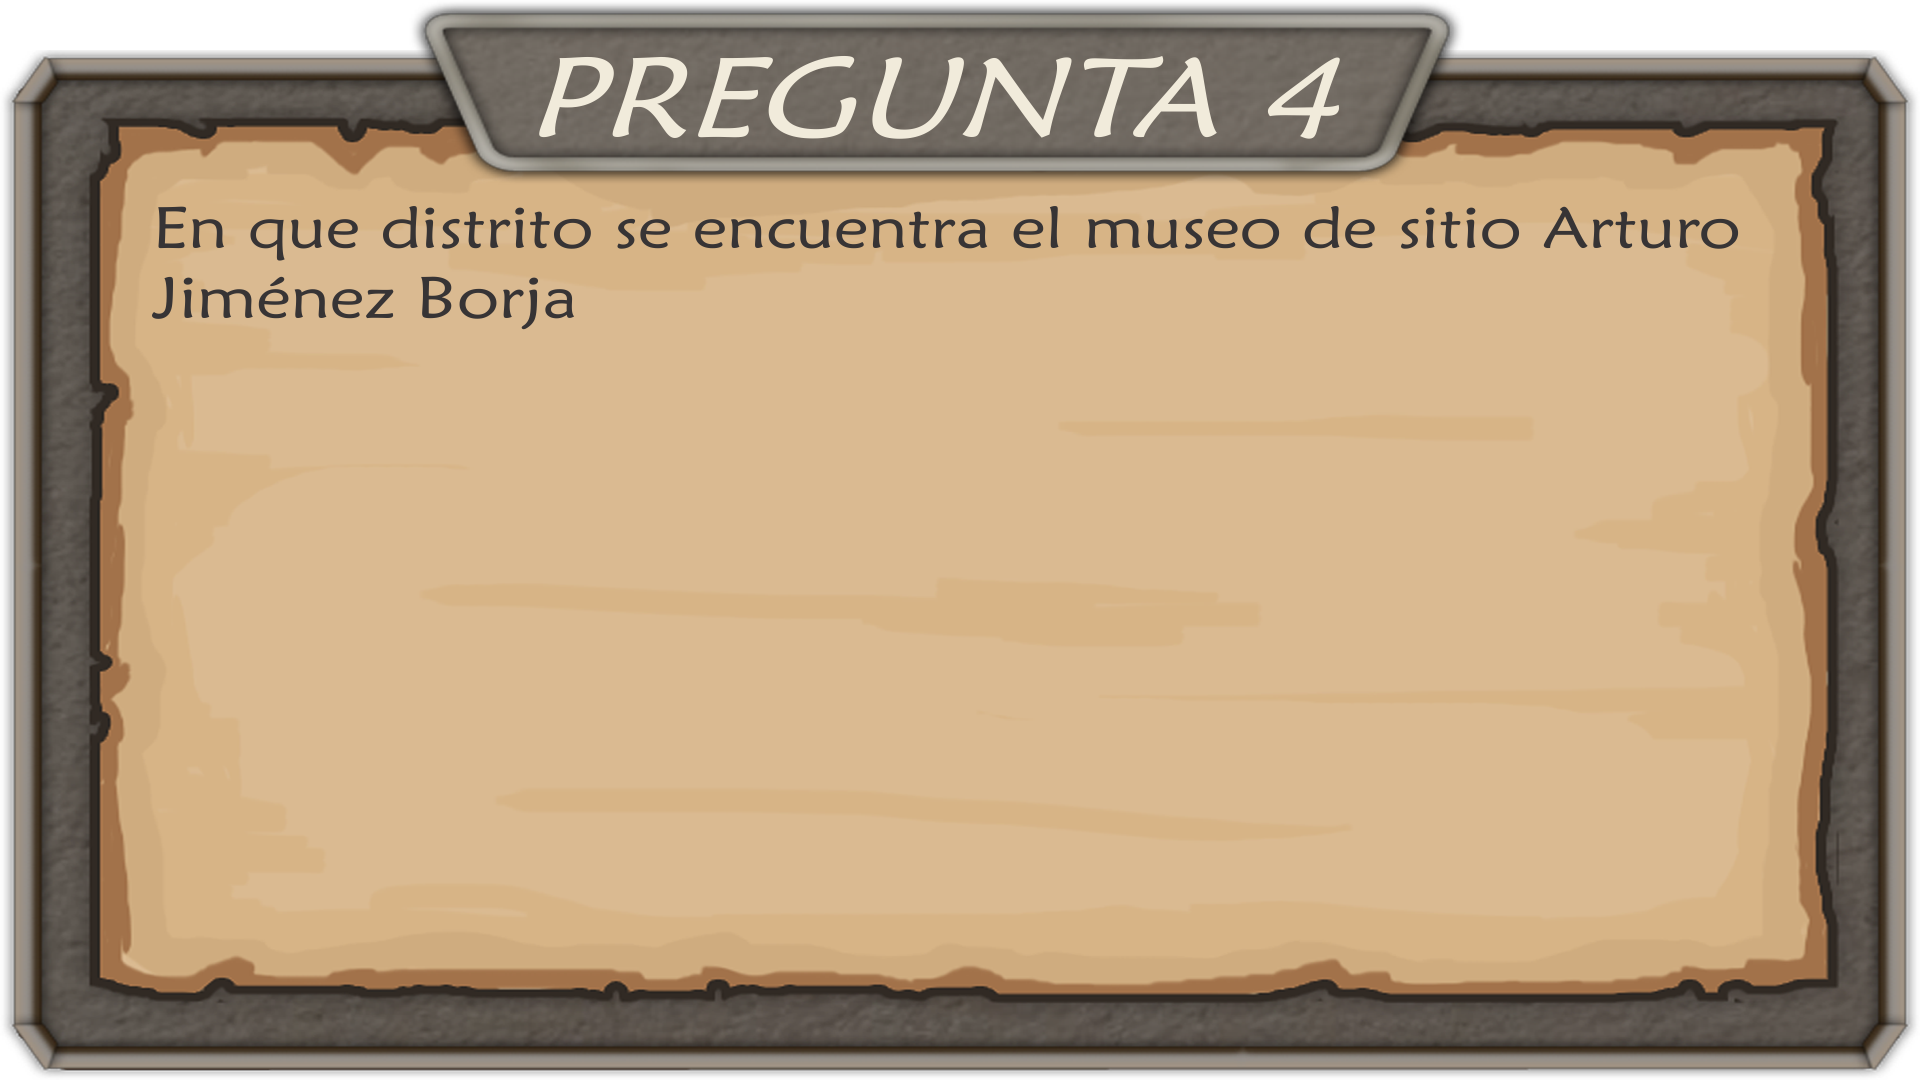 PREGUNTA 4
En que distrito se encuentra el museo de sitio Arturo
Jiménez Borja